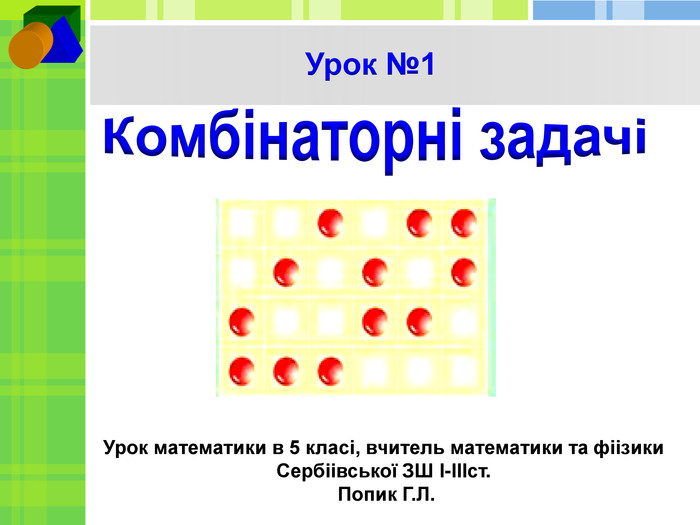 Урок №1
Комбінаторні задачі
Урок математики в 5 класі, вчитель математики та фіізики
Сербіівської ЗШ І-ІІІст.
Попик Г.Л.